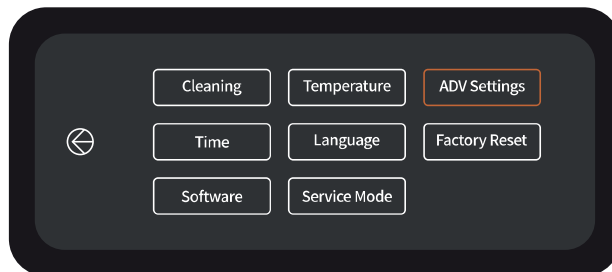 Cleaning
Temperature
ADV Settings
Time
Language
Factory Reset
Software
Service Mode